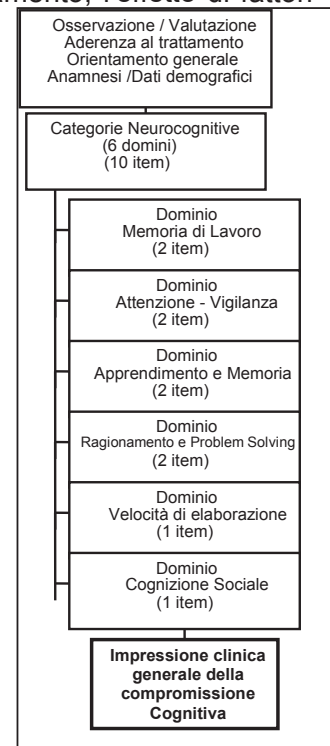 Osservazione / Valutazione
Aderenza al trattamento
Orientamento generale
Anamnesi /Dati demografici
Categorie Neurocognitive
(6 domini)
(10 item)
Dominio
Memoria di Lavoro
(2 item)
Dominio
Attenzione - Vigilanza
(2 item)
Dominio
Apprendimento e Memoria
(2 item)
Dominio
Ragionamento e Problem Solving
(2 item)
Dominio
Velocità di elaborazione
(1 item)
Dominio
Cognizione Sociale
(1 item)
Impressione clinica
generale della
compromissione
Cognitiva